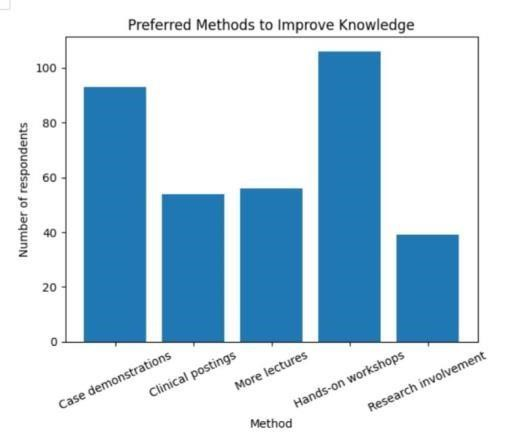 Preferred Methods to Improve Knowledge
Number of respondents
100
80
60
40
20
0
Case demonstrations
Clinical postings
More lectures
Hands-on workshops
Research involvement
Method